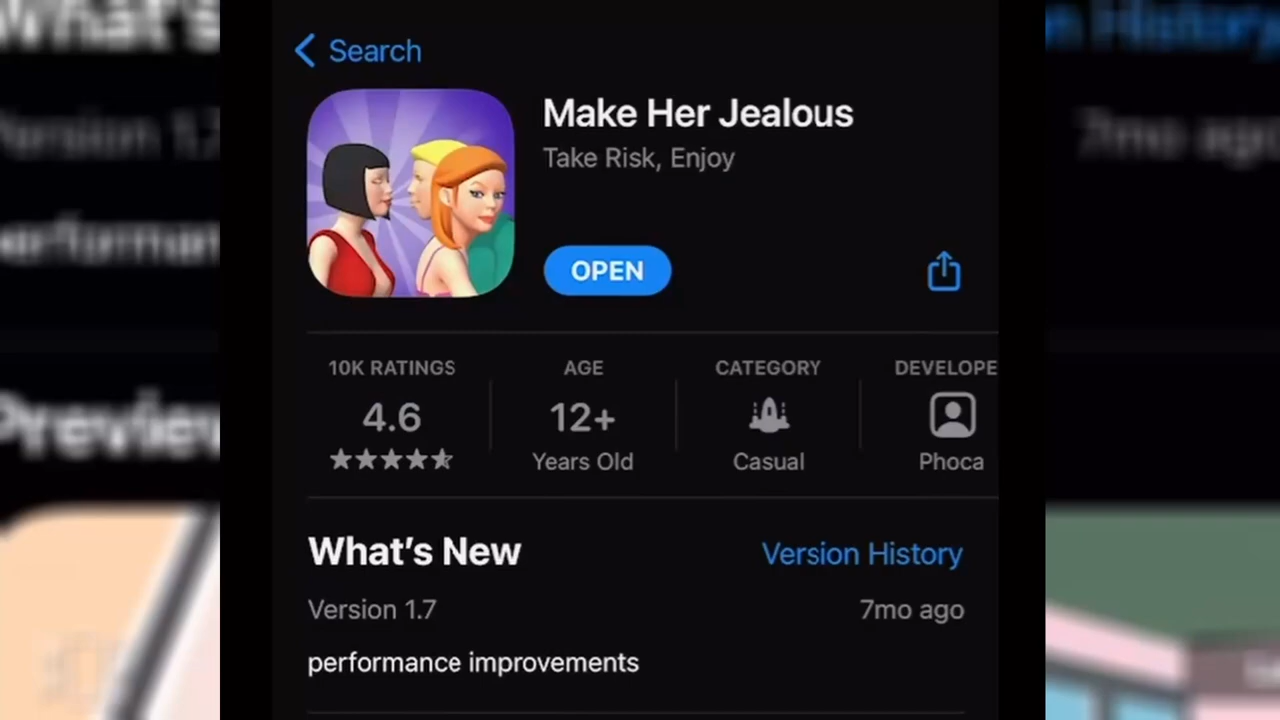 Search
Make Her Jealous
Take Risk, Enjoy
OPEN
10K RATINGS
4.6
AGE
12+
Years Old
CATEGORY
Casual
DEVELOPE
Phoca
What's New
Version History
Version 1.7
7mo ago
performance improvements